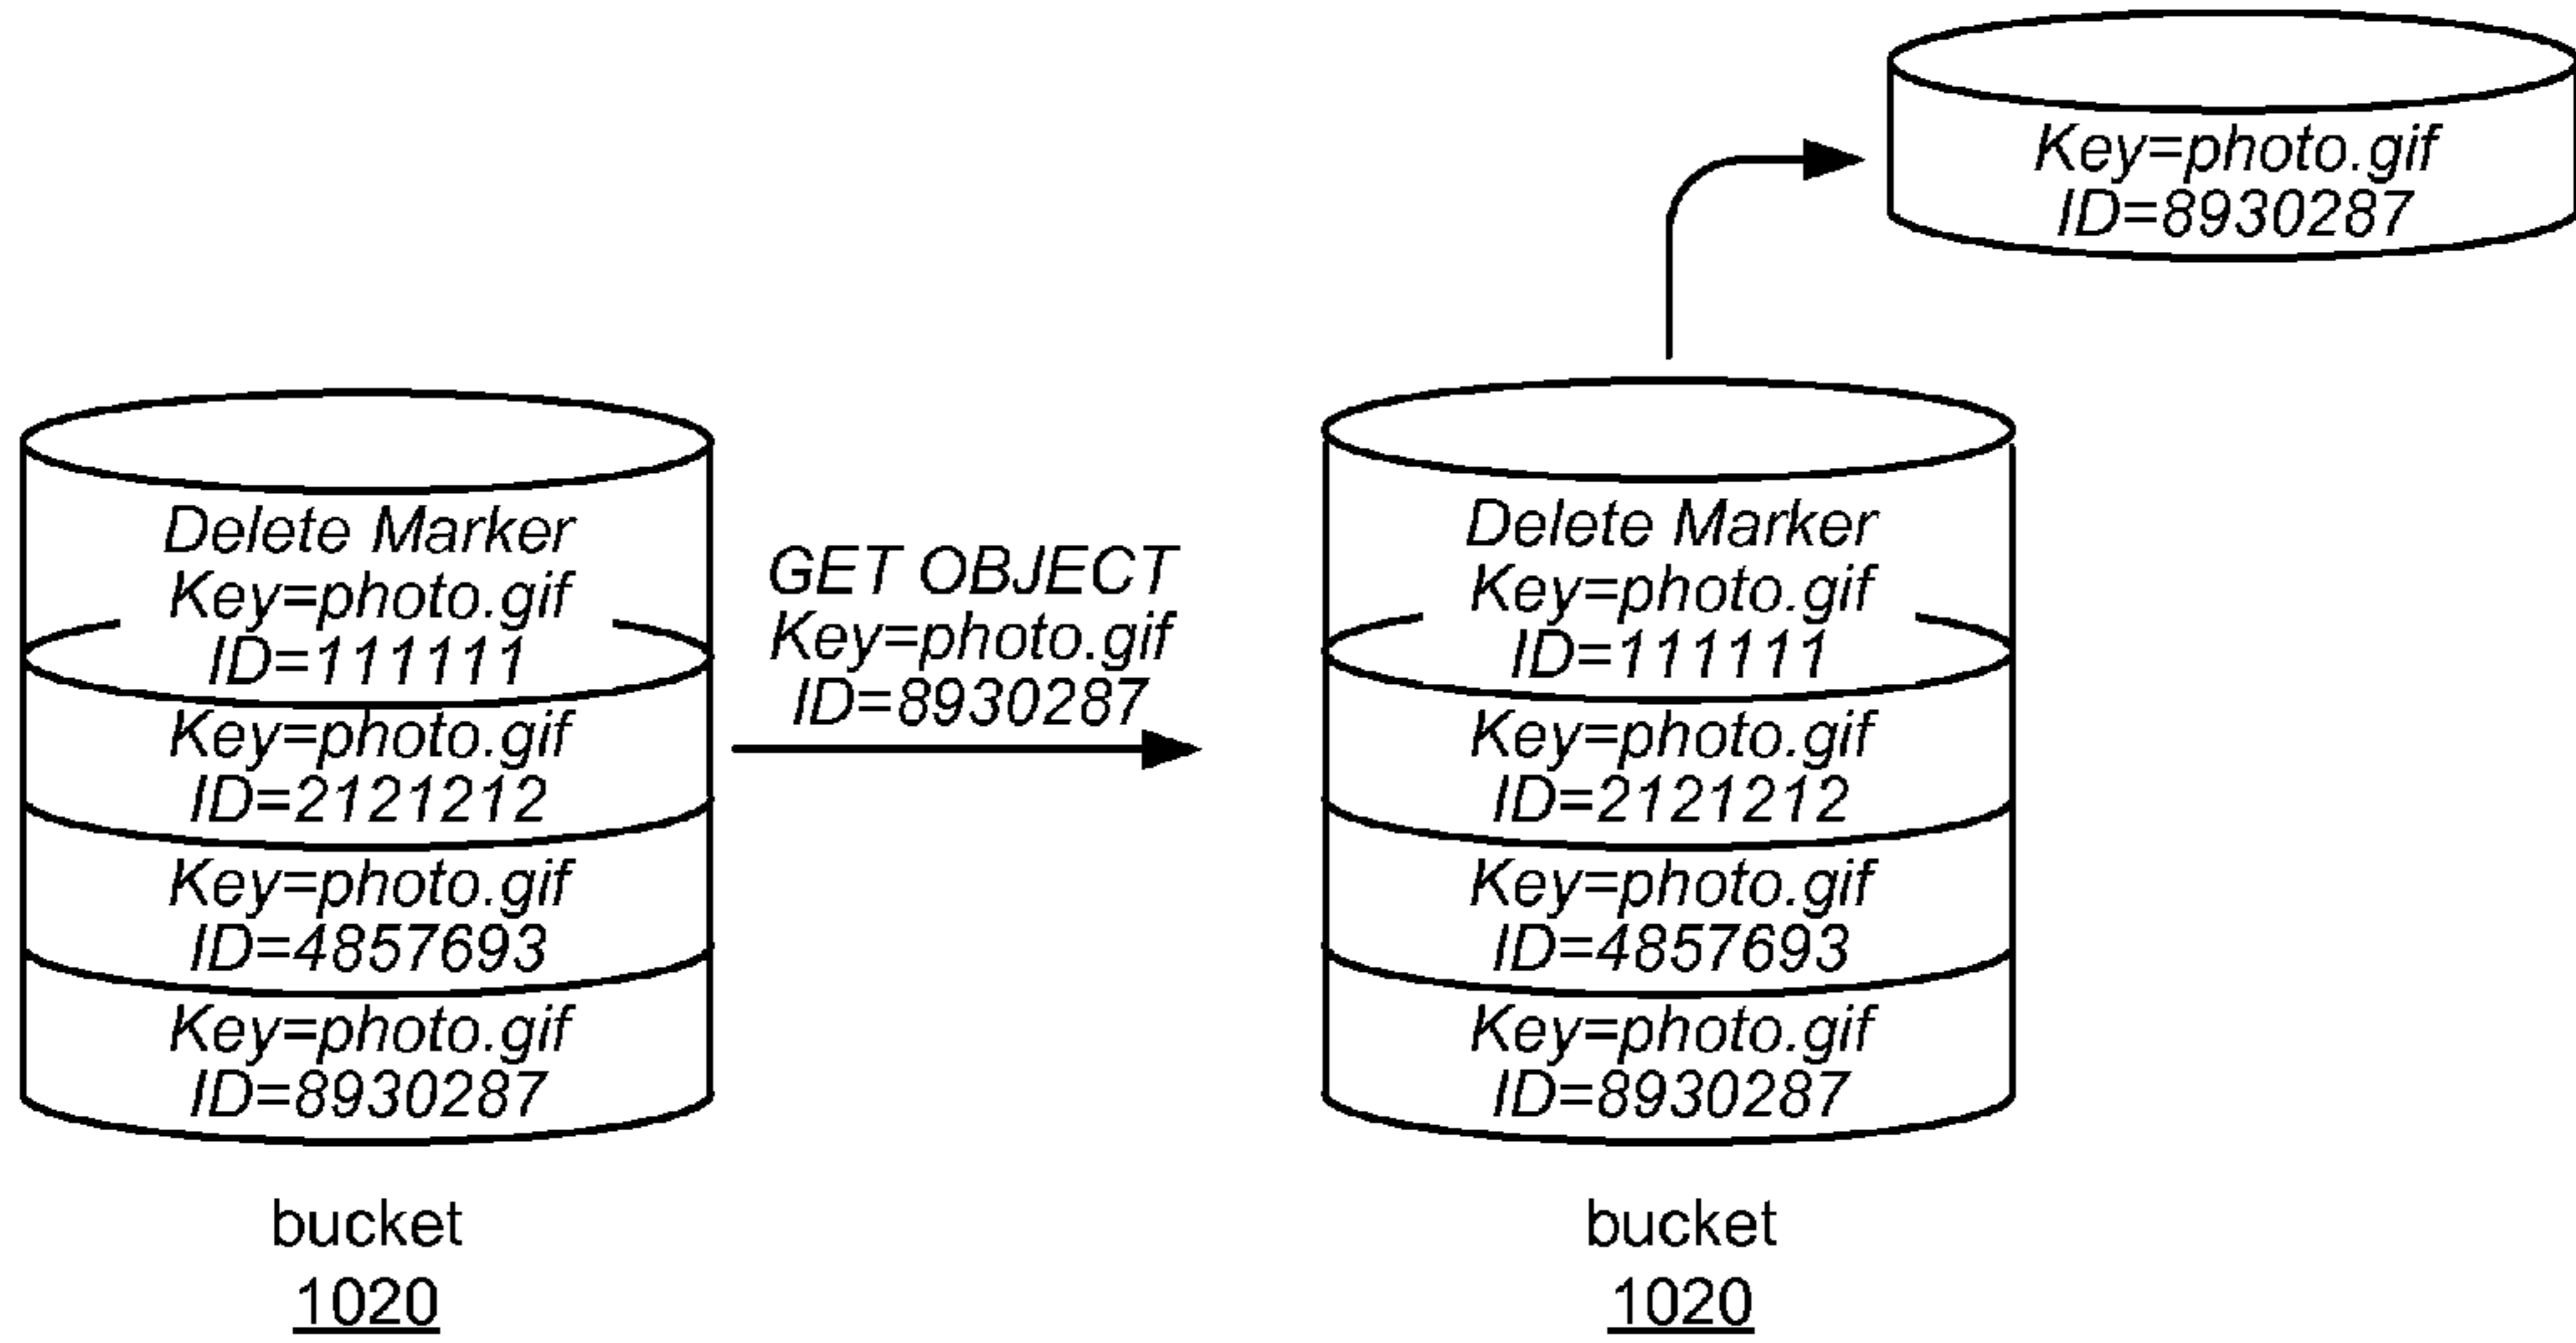 Key=photo.gif
ID=8930287
Delete Marker
Key=photo.gif
ID=111111
Key=photo.gif
ID=2121212
Key=photo.gif
ID=4857693
Key=photo.gif
ID=8930287
bucket
1020
GET OBJECT
Key=photo.gif
ID=8930287
Delete Marker
Key=photo.gif
ID=111111
Key=photo.gif
ID=2121212
Key=photo.gif
ID=4857693
Key=photo.gif
ID=8930287
bucket
1020